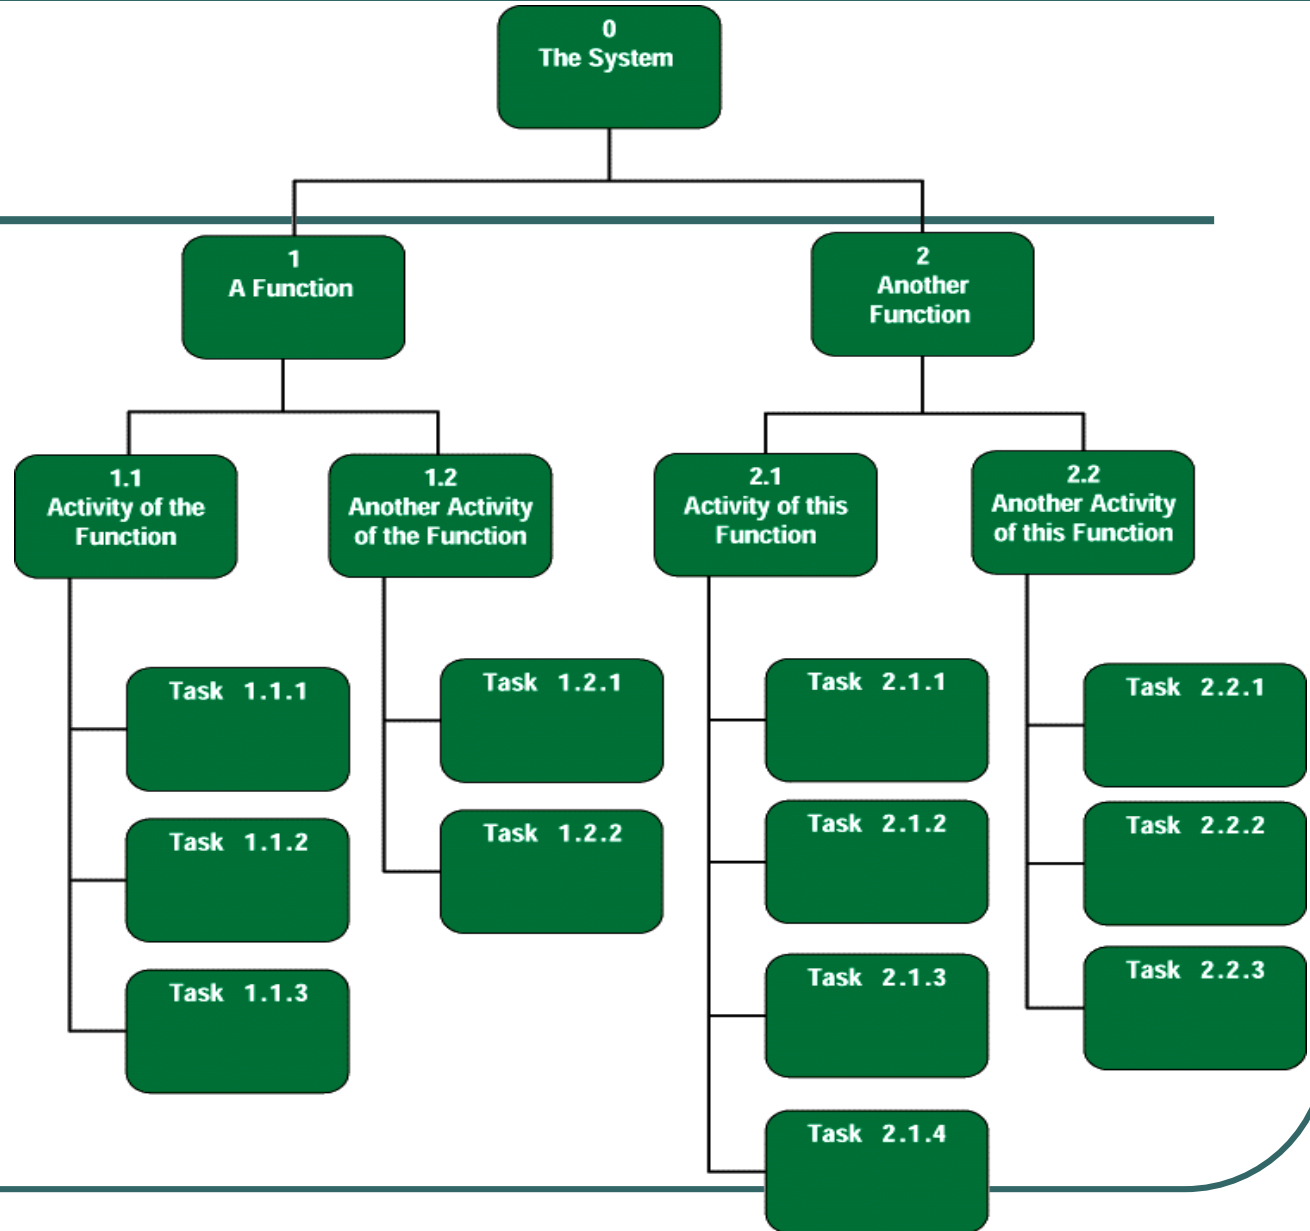 0
The System
1
A Function
2
Another
Function
1.1
Activity of the
Function
1.2
Another Activity
of the Function
2.1
Activity of this
Function
2.2
Another Activity
of this Function
Task 1.1.1
Task 1.1.2
Task 1.1.3
Task 1.2.1
Task 1.2.2
Task 2.1.1
Task 2.1.2
Task 2.1.3
Task 2.1.4
Task 2.2.1
Task 2.2.2
Task 2.2.3